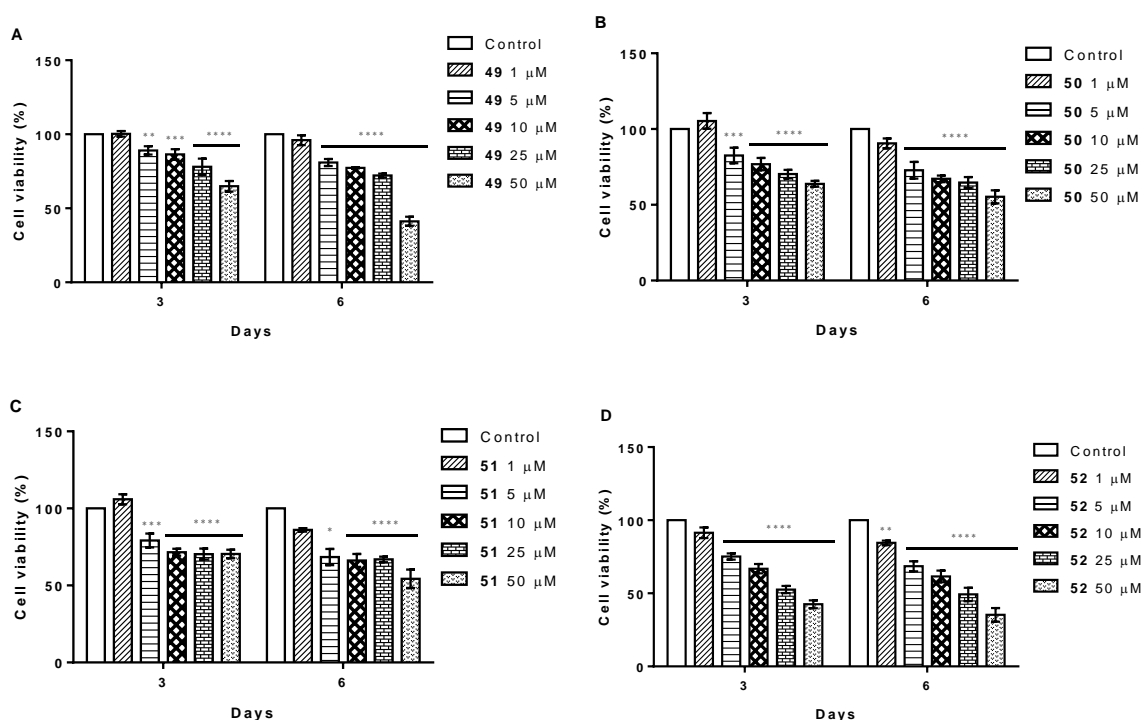 A
Cell viability (%)
150
100
50
0
** *** **** ****
3 6
Days
Control
49 1 μM
49 5 μM
49 10 μM
49 25 μM
49 50 μM
B
Cell viability (%)
150
100
50
0
*** **** ****
3 6
Days
Control
50 1 μM
50 5 μM
50 10 μM
50 25 μM
50 50 μM
C
Cell viability (%)
150
100
50
0
*** **** * ****
3 6
Days
Control
51 1 μM
51 5 μM
51 10 μM
51 25 μM
51 50 μM
D
Cell viability (%)
150
100
50
0
**** ** ****
3 6
Days
Control
52 1 μM
52 5 μM
52 10 μM
52 25 μM
52 50 μM